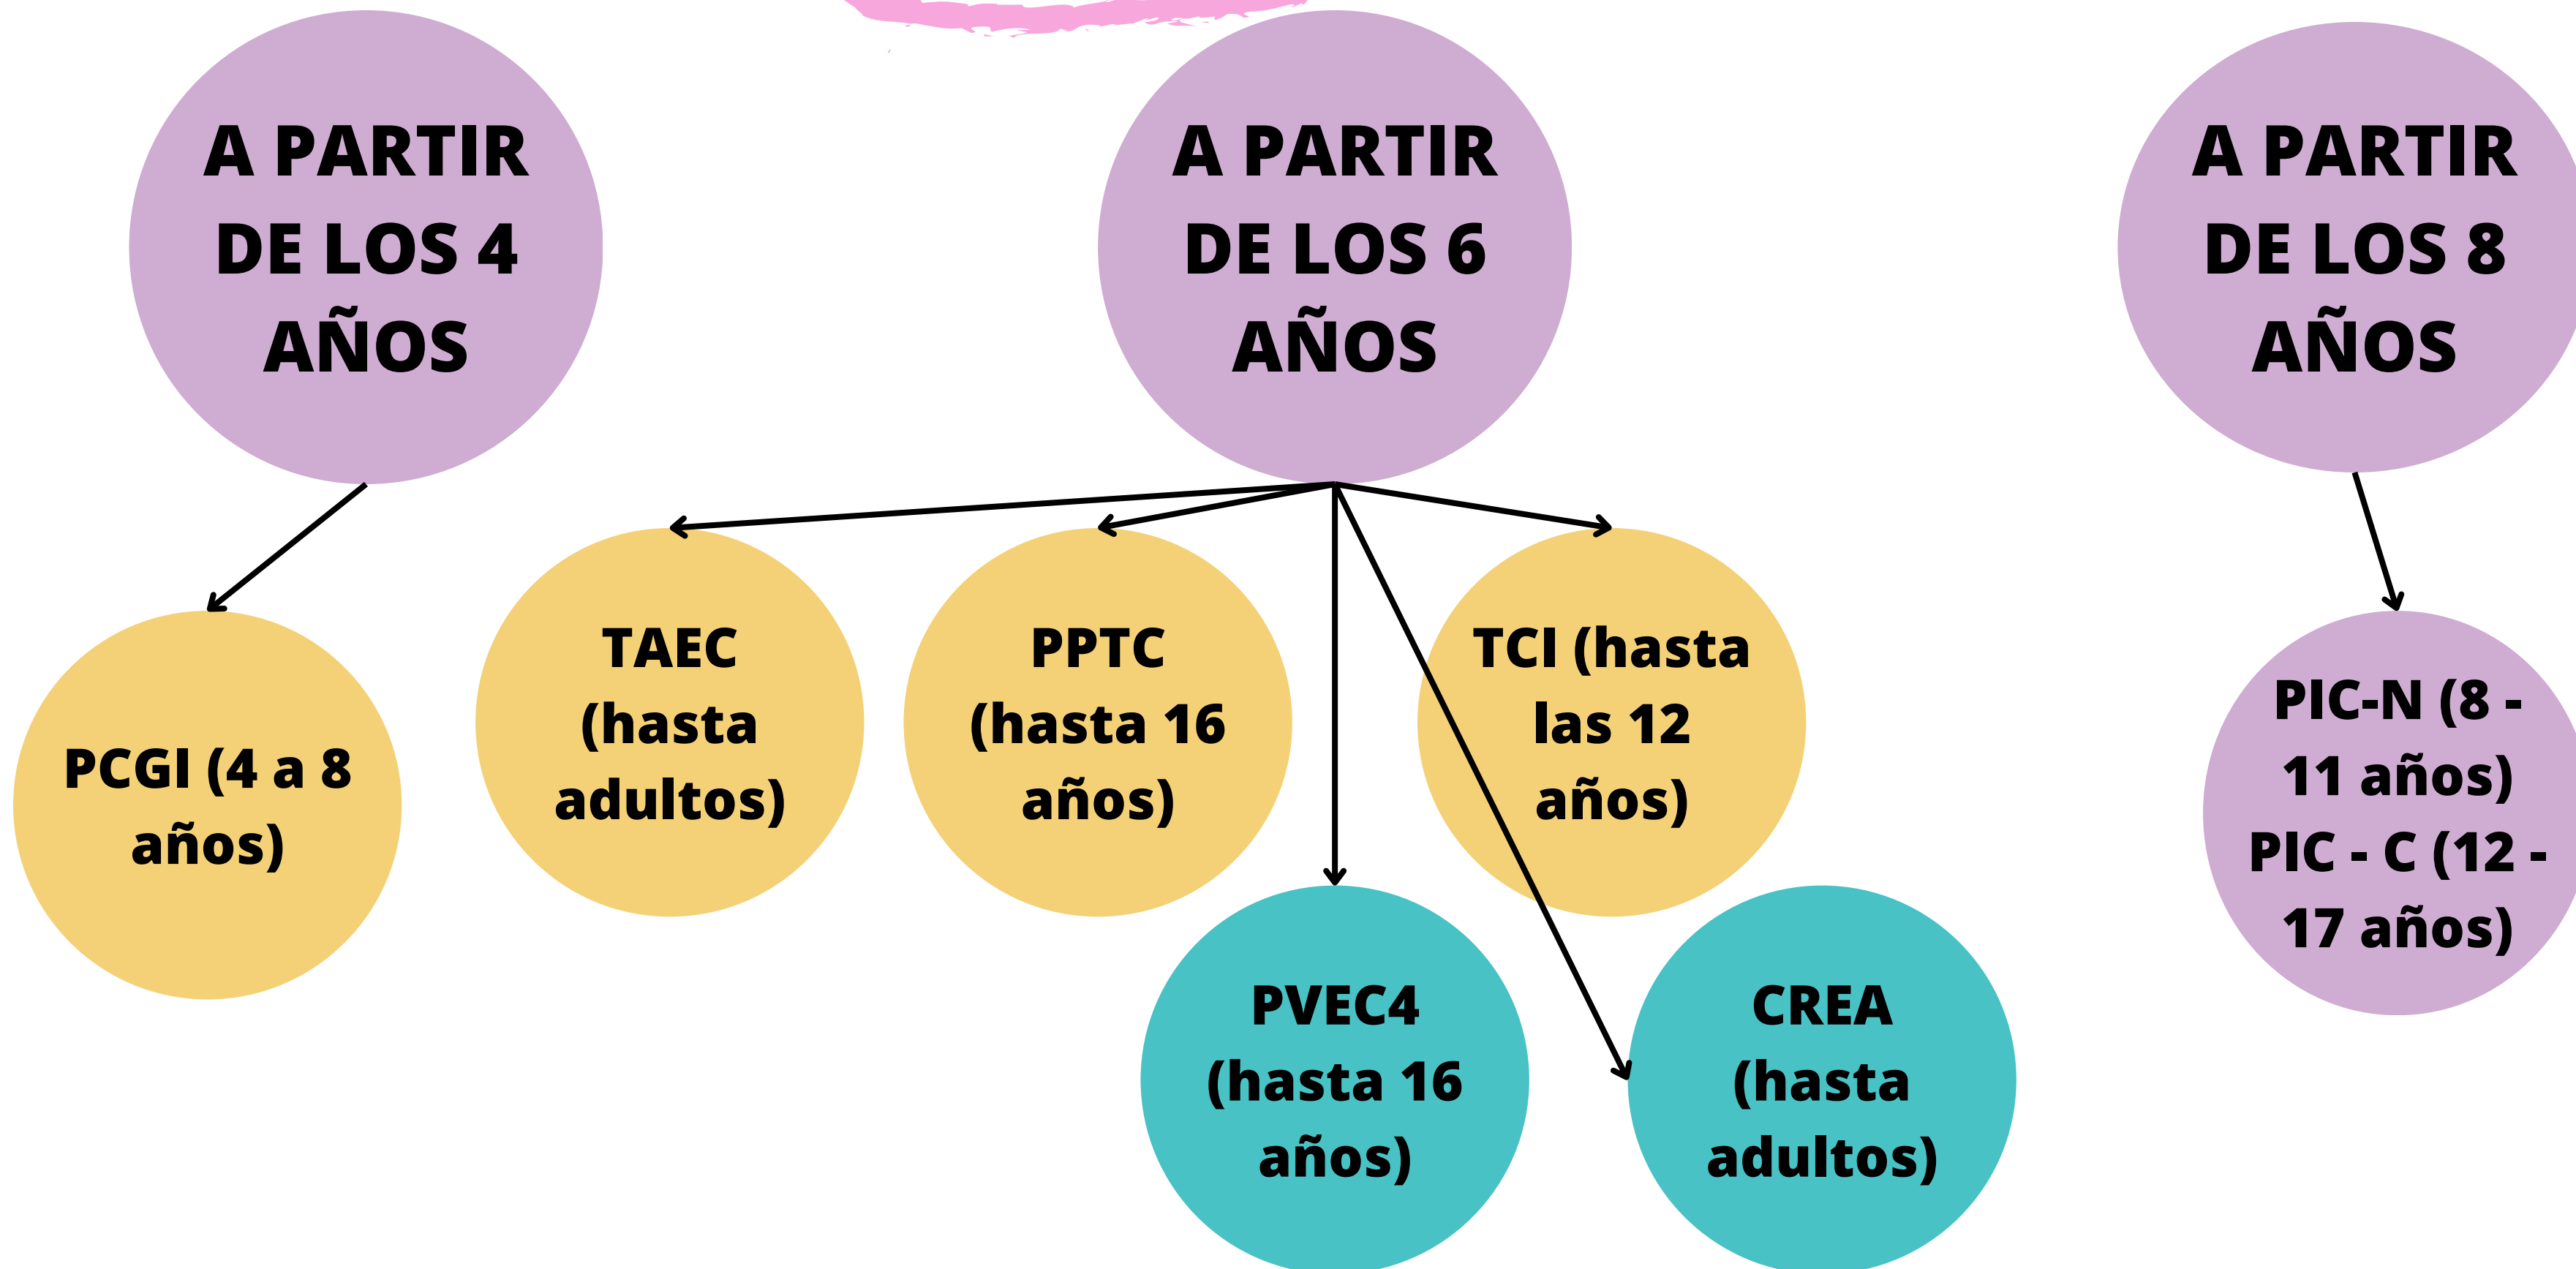 A PARTIR
DE LOS 4
AÑOS
A PARTIR
DE LOS 6
AÑOS
A PARTIR
DE LOS 8
AÑOS
PCGI (4 a 8
años)
TAEC
(hasta
adultos)
PPTC
(hasta 16
años)
TCI (hasta
las 12
años)
PVEC4
(hasta 16
años)
CREA
(hasta
adultos)
PIC-N (8 -
11 años)
PIC - C (12 -
17 años)